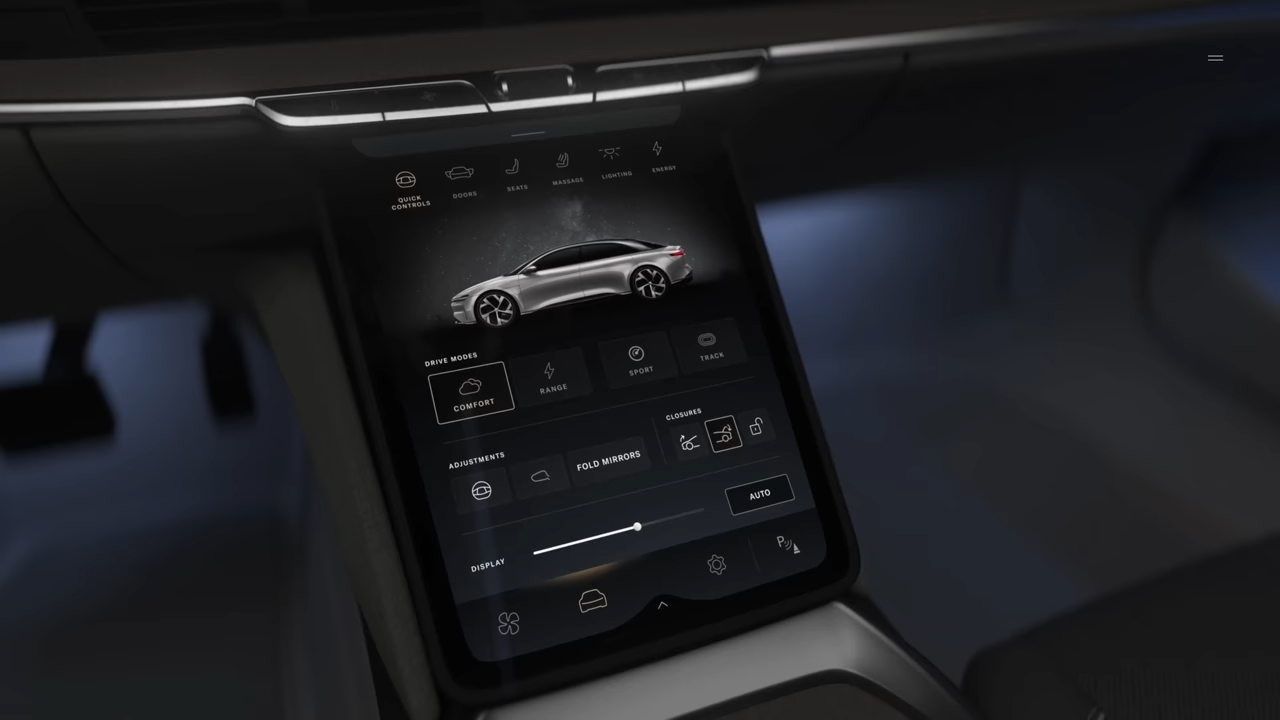 QUICK
CONTROLS
DOORS
SEATS
MASSAGE
LIGHTING
ENERGY
DRIVE MODES
COMFORT
RANGE
SPORT
TRACK
ADJUSTMENTS
FOLD MIRRORS
CLOSURES
DISPLAY
AUTO
P